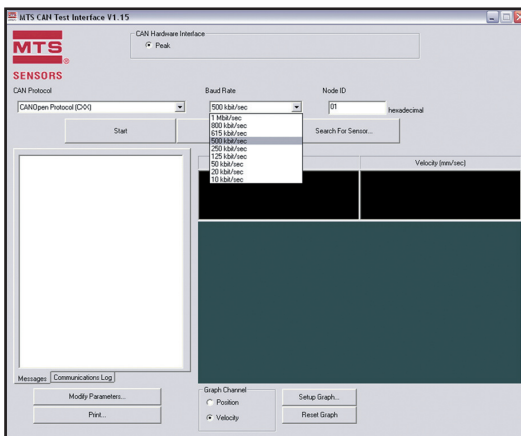 MTS CAN Test Interface V1.15
MTS
®
SENSORS
CAN Hardware Interface
Peak
CAN Protocol
Baud Rate
Node ID
CANOpen Protocol (CXX)
500 kbit/sec
01
hexadecimal
Start
Search For Sensor...
1 Mbit/sec
800 kbit/sec
615 kbit/sec
500 kbit/sec
250 kbit/sec
125 kbit/sec
50 kbit/sec
20 kbit/sec
10 kbit/sec
Velocity (mm/sec)
Messages
Communications Log
Modify Parameters...
Print...
Graph Channel
Position
Velocity
Setup Graph...
Reset Graph